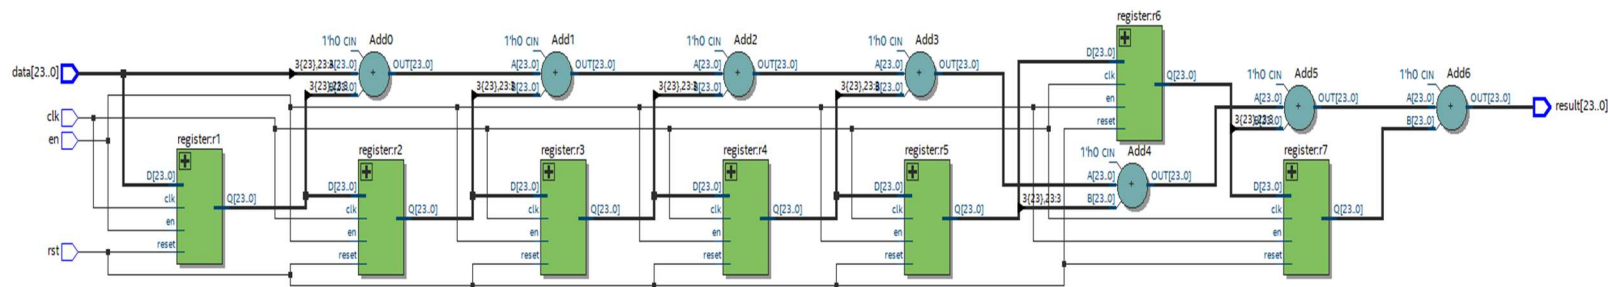 data[23..0]
clk
en
rst
1'h0 CIN
Add0
OUT[23..0]
1'h0 CIN
Add1
A[23..0]
OUT[23..0]
1'h0 CIN
Add2
A[23..0]
OUT[23..0]
1'h0 CIN
Add3
A[23..0]
OUT[23..0]
register:r1
D[23..0]
clk
en
reset
Q[23..0]
register:r2
D[23..0]
clk
en
reset
Q[23..0]
register:r3
D[23..0]
clk
en
reset
Q[23..0]
register:r4
D[23..0]
clk
en
reset
Q[23..0]
register:r5
D[23..0]
clk
en
reset
Q[23..0]
register:r6
D[23..0]
clk
en
reset
Q[23..0]
1'h0 CIN
Add4
A[23..0]
3{23},23:3
B[23..0]
OUT[23..0]
1'h0 CIN
Add5
A[23..0]
OUT[23..0]
register:r7
D[23..0]
clk
en
reset
Q[23..0]
1'h0 CIN
Add6
A[23..0]
B[23..0]
OUT[23..0]
result[23..0]